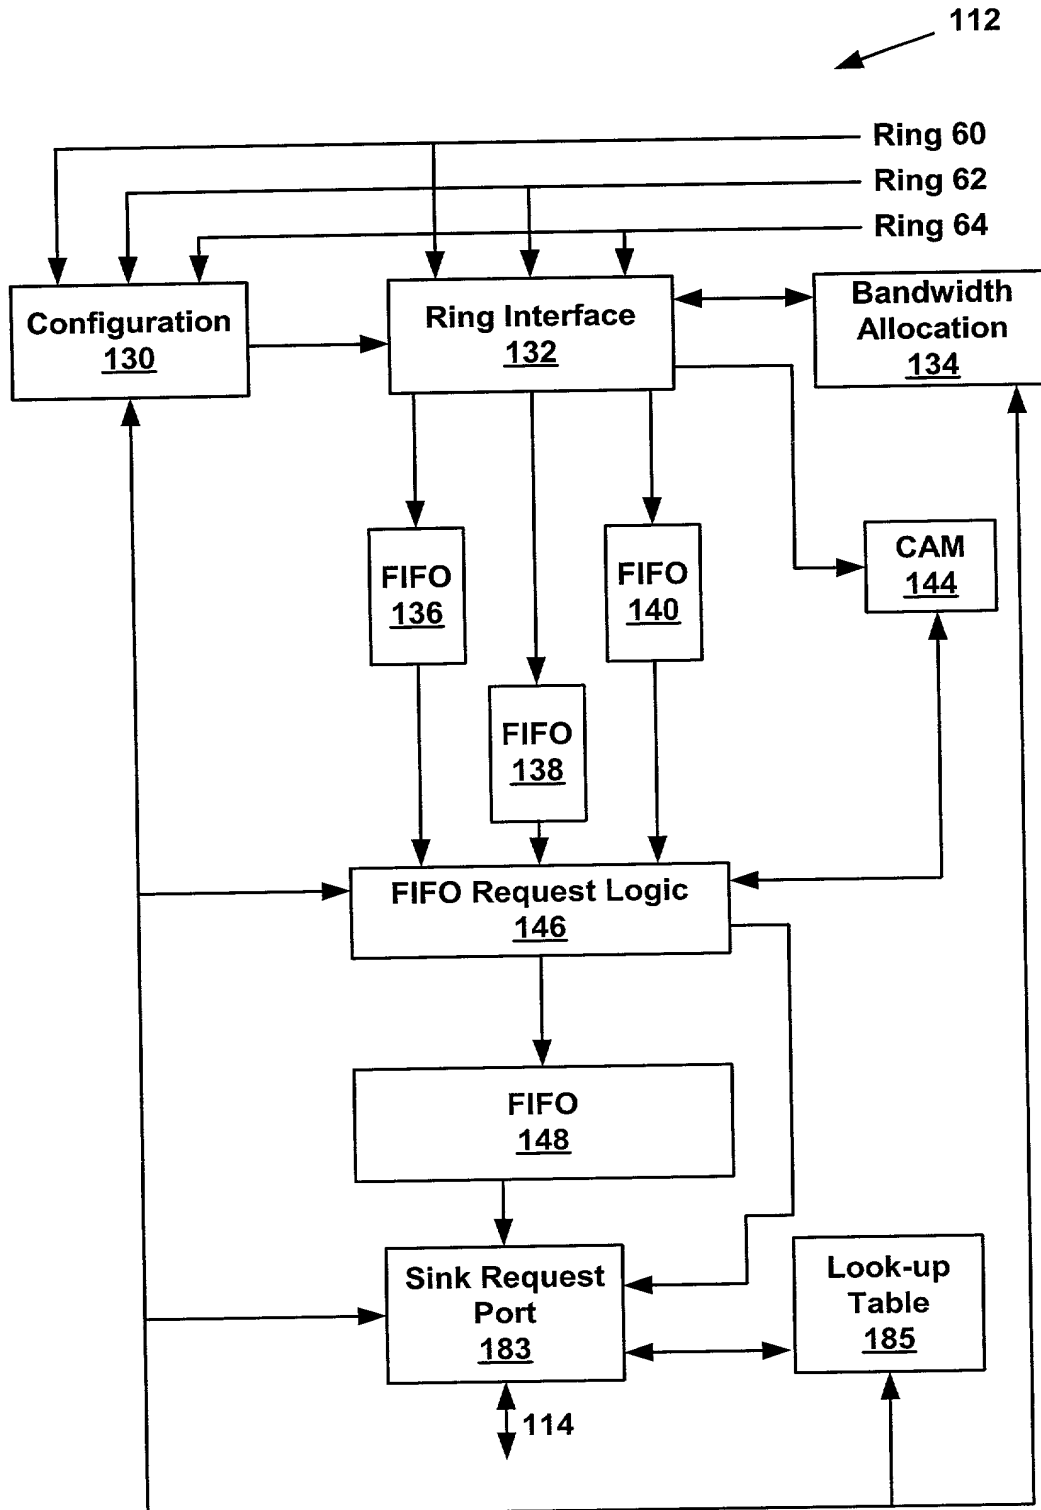 112
Ring 60
Ring 62
Ring 64
Configuration
130
Ring Interface
132
Bandwidth
Allocation
134
FIFO
136
FIFO
140
CAM
144
FIFO
138
FIFO Request Logic
146
FIFO
148
Sink Request
Port
183
Look-up
Table
185
114